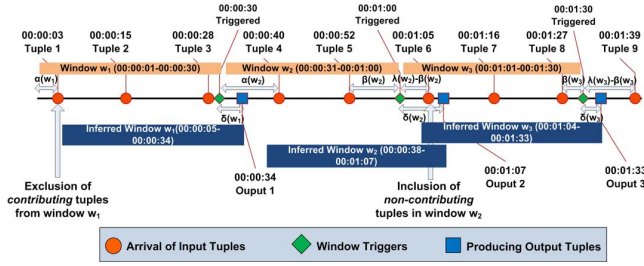 00:00:30
Triggered
00:01:00
Triggered
00:01:30
Triggered
00:00:03
Tuple 1
00:00:15
Tuple 2
00:00:28
Tuple 3
00:00:40
Tuple 4
00:00:52
Tuple 5
00:01:05
Tuple 6
00:01:16
Tuple 7
00:01:27
Tuple 8
00:01:39
Tuple 9
Window w1 (00:00:01-00:00:30)
Window w2 (00:00:31-00:01:00)
Window w3 (00:01:01-00:01:30)
α(w1)
α(w2)
β(w2)
λ(w2)-β(w2)
β(w3)
λ(w3)-β(w3)
δ(w1)
δ(w2)
δ(w3)
Inferred Window w1(00:00:05-
00:00:34)
Inferred Window w2 (00:00:38-
00:01:07)
Inferred Window w3 (00:01:04-
00:01:33)
00:00:34
Ouput 1
00:01:07
Ouput 2
00:01:33
Ouput 3
Exclusion of
contributing tuples
from window w1
Inclusion of
non-contributing
tuples in window w2
Arrival of Input Tuples
Window Triggers
Producing Output Tuples